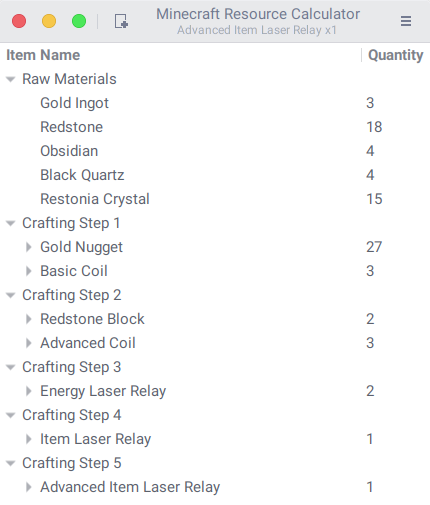 Minecraft Resource Calculator
Advanced Item Laser Relay x1
Item Name Quantity
Raw Materials
Gold Ingot 3
Redstone 18
Obsidian 4
Black Quartz 4
Restonia Crystal 15
Crafting Step 1
Gold Nugget 27
Basic Coil 3
Crafting Step 2
Redstone Block 2
Advanced Coil 3
Crafting Step 3
Energy Laser Relay 2
Crafting Step 4
Item Laser Relay 1
Crafting Step 5
Advanced Item Laser Relay 1